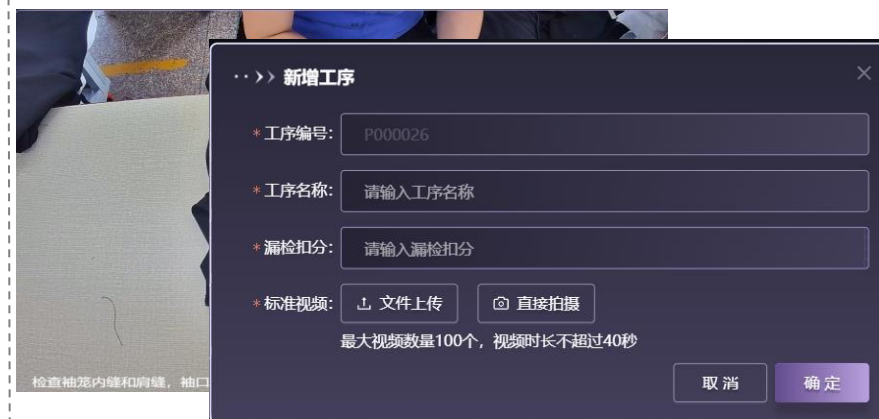 新增工序
*工序编号: P000026
*工序名称: 请输入工序名称
*漏检扣分: 请输入漏检扣分
*标准视频: 文件上传 直接拍摄
最大视频数量100个，视频时长不超过40秒
取消 确定
检查袖笼内缝和肩缝，袖口